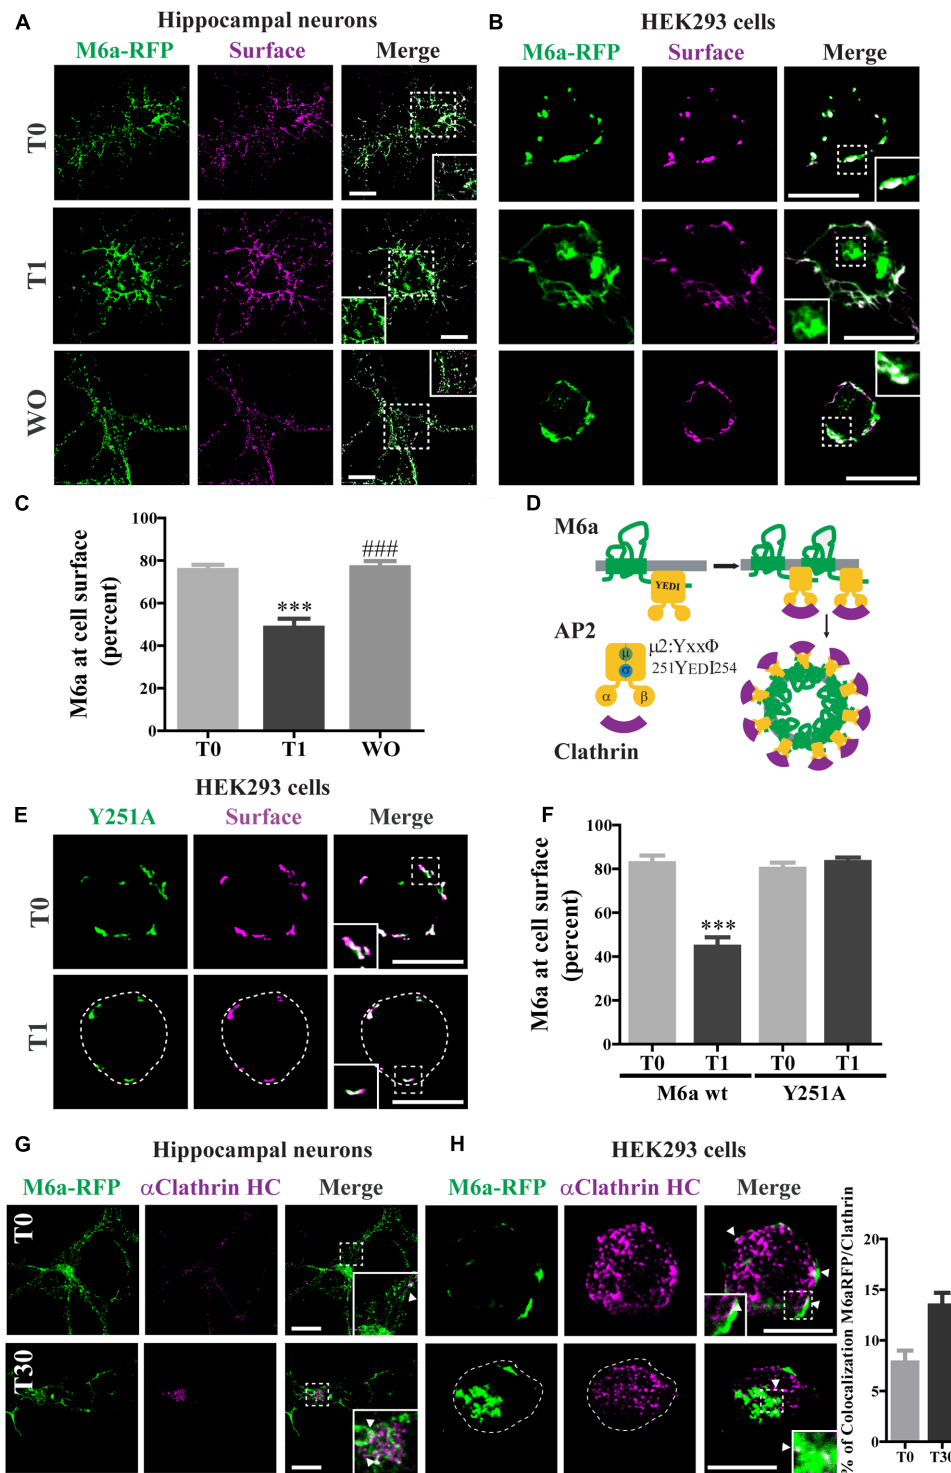 A
Hippocampal neurons
M6a-RFP
Surface
Merge
T0
T1
WO
B
HEK293 cells
M6a-RFP
Surface
Merge
C
M6a at cell surface
(percent)
100
80
60
40
20
0
***
###
T0
T1
WO
D
M6a
YEDI
AP2
μ
σ
α
β
μ2:YxxΦ
251YEDI254
Clathrin
E
HEK293 cells
Y251A
Surface
Merge
T0
T1
F
M6a at cell surface
(percent)
100
80
60
40
20
0
***
T0
T1
T0
T1
M6a wt
Y251A
G
Hippocampal neurons
M6a-RFP
αClathrin HC
Merge
T0
T30
H
HEK293 cells
M6a-RFP
αClathrin HC
Merge
% of Colocalization M6aRFP/Clathrin
20
15
10
5
0
T0
T30